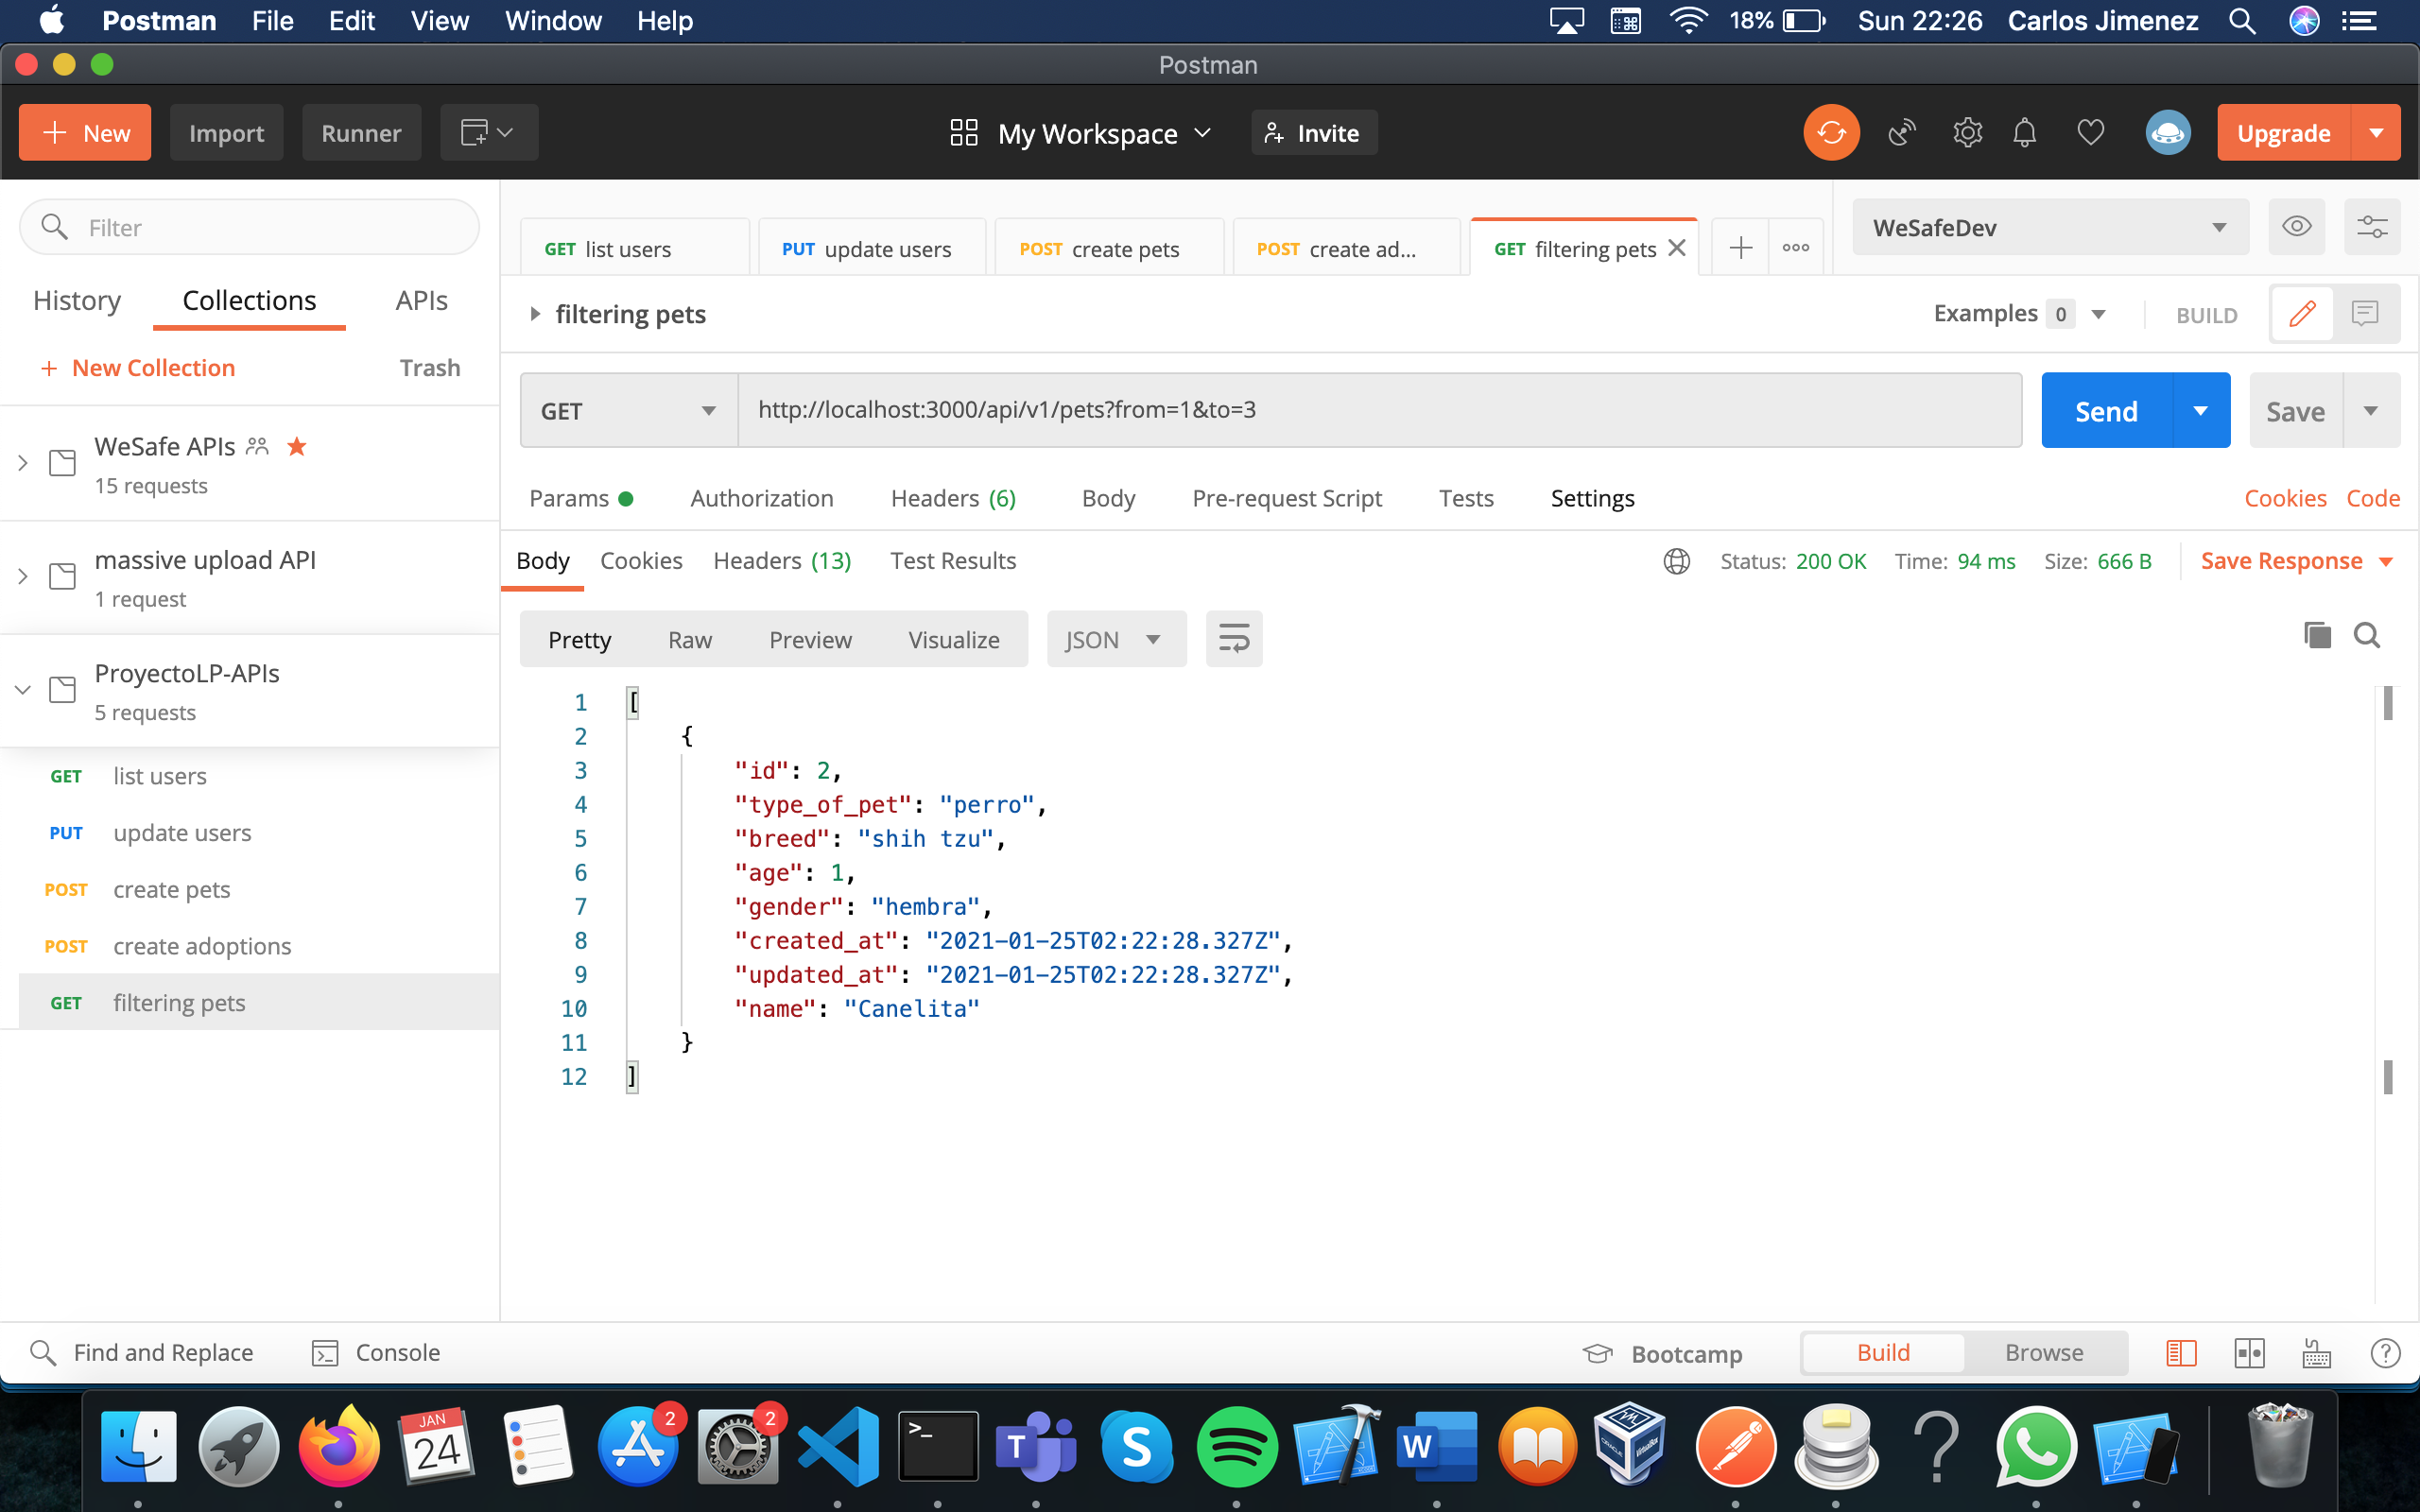 Postman File Edit View Window Help 18% Sun 22:26 Carlos Jimenez
Postman
New Import Runner My Workspace Invite Upgrade
Filter
GET list users PUT update users POST create pets POST create ad... GET filtering pets WeSafeDev
History Collections APIs
filtering pets Examples 0 BUILD
+ New Collection Trash
GET http://localhost:3000/api/v1/pets?from=1&to=3 Send Save
WeSafe APIs
15 requests
Params Authorization Headers (6) Body Pre-request Script Tests Settings Cookies Code
massive upload API
1 request
Body Cookies Headers (13) Test Results Status: 200 OK Time: 94 ms Size: 666 B Save Response
Pretty Raw Preview Visualize JSON
ProyectoLP-APIs
5 requests
GET list users
PUT update users
POST create pets
POST create adoptions
GET filtering pets
1 [
2 {
3 "id": 2,
4 "type_of_pet": "perro",
5 "breed": "shih tzu",
6 "age": 1,
7 "gender": "hembra",
8 "created_at": "2021-01-25T02:22:28.327Z",
9 "updated_at": "2021-01-25T02:22:28.327Z",
10 "name": "Canelita"
11 }
12 ]
Find and Replace Console Bootcamp Build Browse
JAN
24
2
2
>_
T
S
W
?